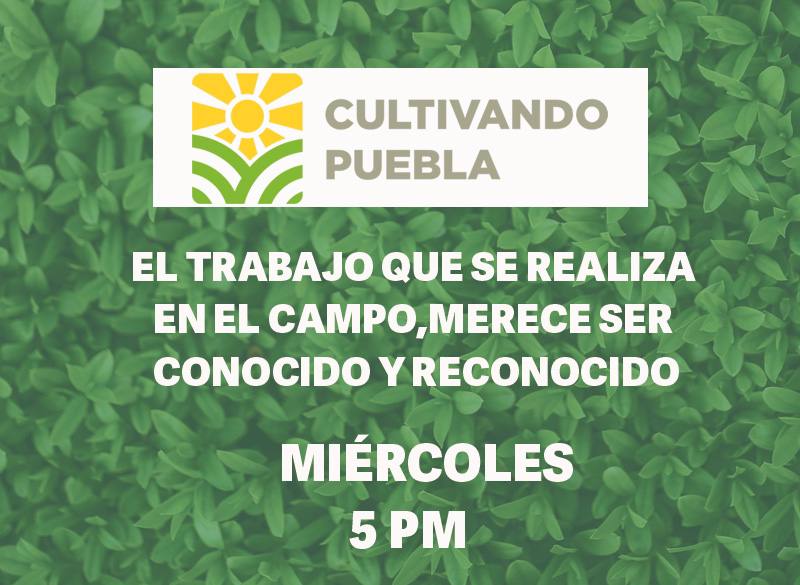 CULTIVANDO
PUEBLA
EL TRABAJO QUE SE REALIZA
EN EL CAMPO,MERECE SER
CONOCIDO Y RECONOCIDO
MIÉRCOLES
5 PM